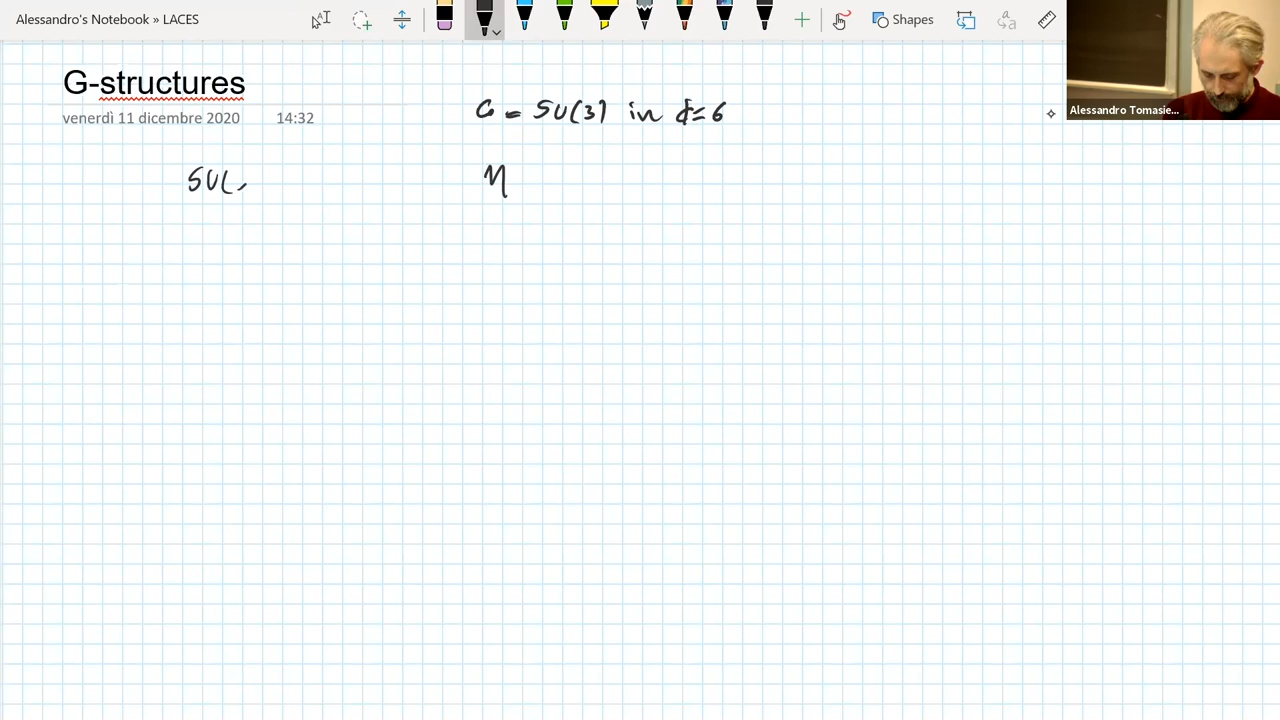 Alessandro's Notebook » LACES
Shapes
Alessandro Tomasie...
G-structures
venerdì 11 dicembre 2020 14:32
G = SU(3) in d=6
SU( η